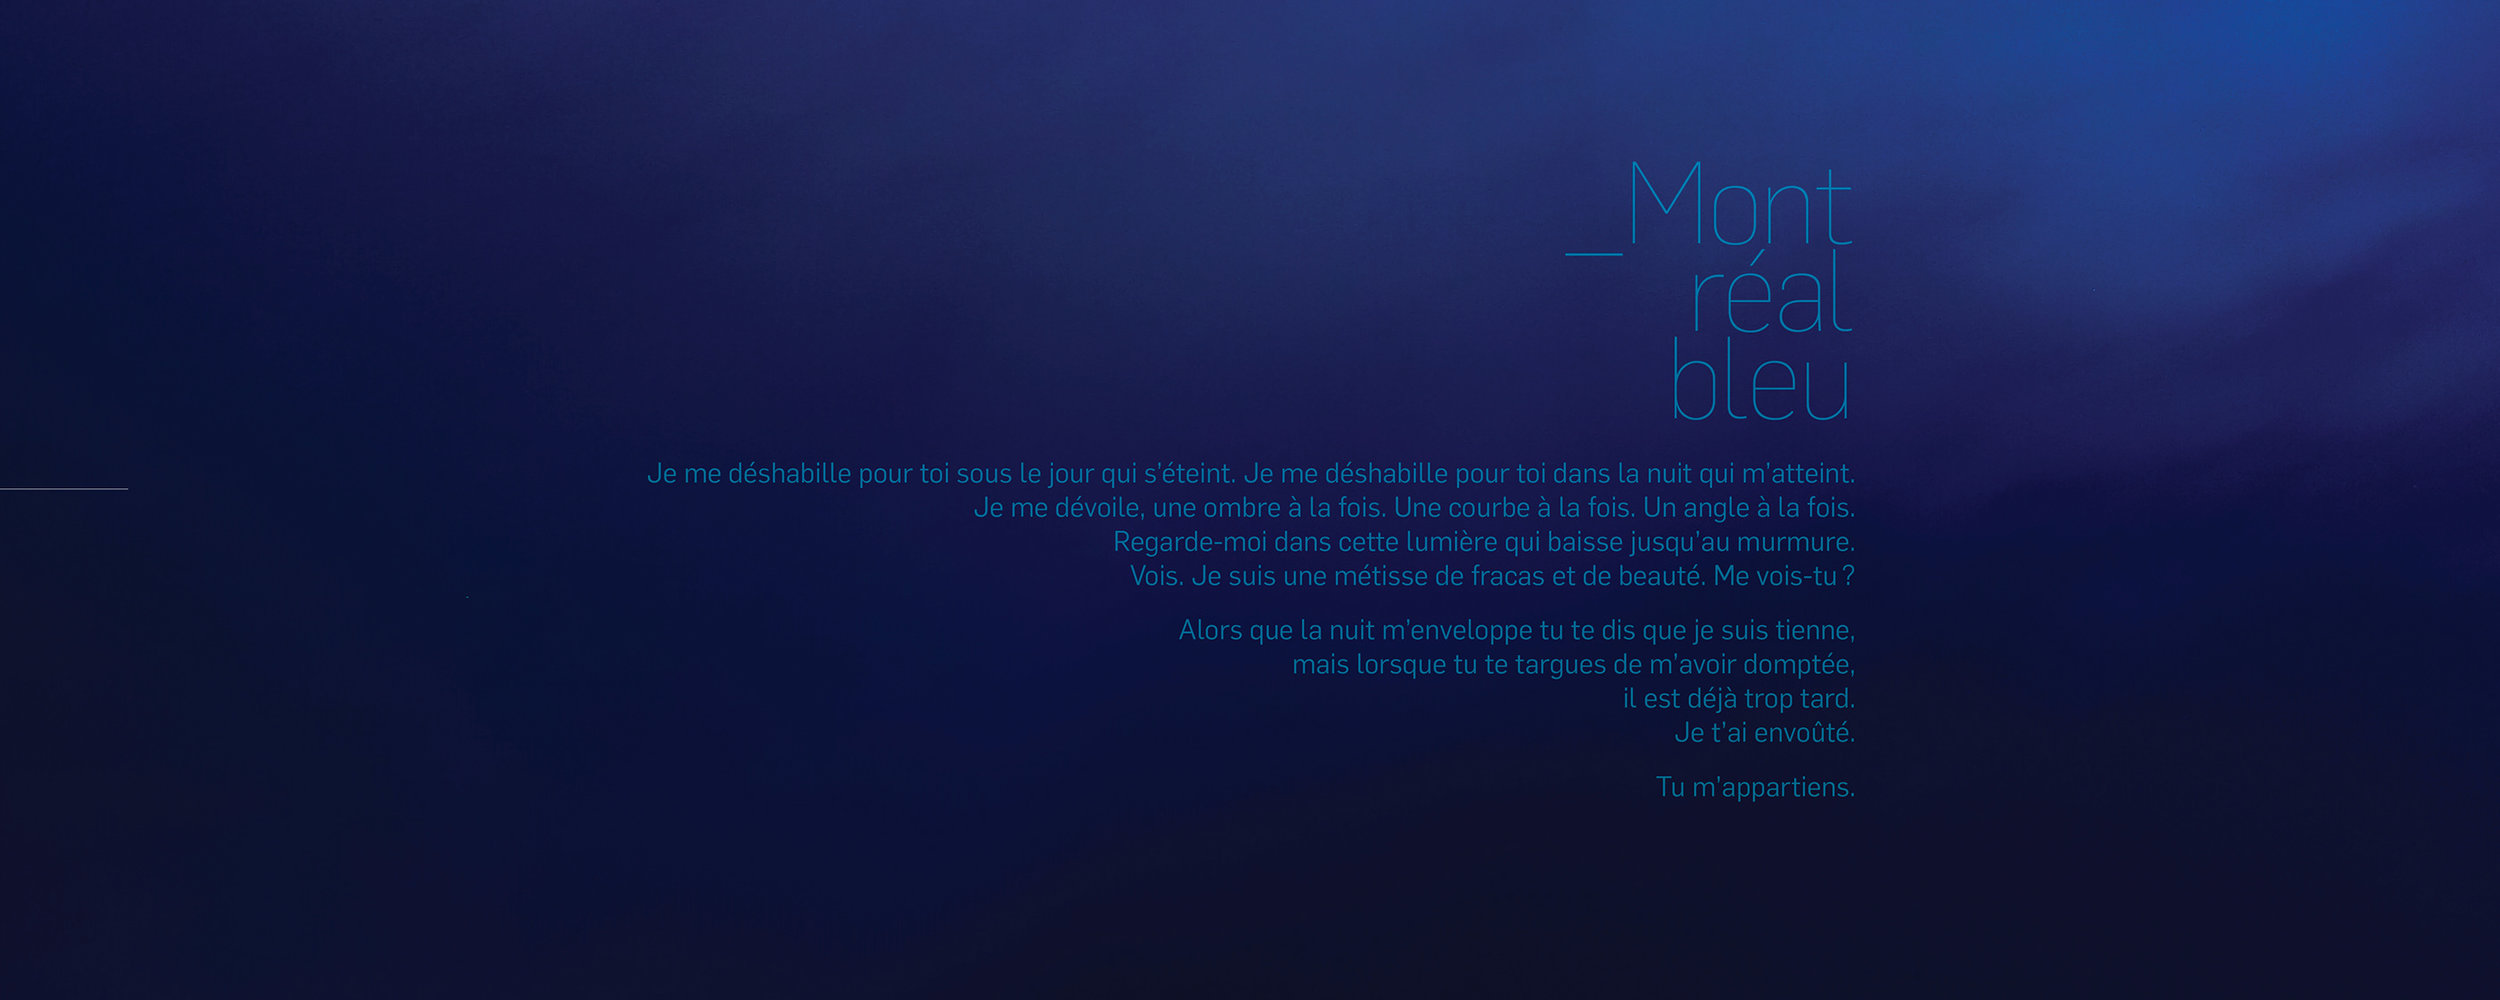 _Mont
réal
bleu
Je me déshabille pour toi sous le jour qui s’éteint. Je me déshabille pour toi dans la nuit qui m’atteint.
Je me dévoile, une ombre à la fois. Une courbe à la fois. Un angle à la fois.
Regarde-moi dans cette lumière qui baisse jusqu’au murmure.
Vois. Je suis une métisse de fracas et de beauté. Me vois-tu ?
Alors que la nuit m’enveloppe tu te dis que je suis tienne,
mais lorsque tu te targues de m’avoir domptée,
il est déjà trop tard.
Je t’ai envoûté.
Tu m’appartiens.